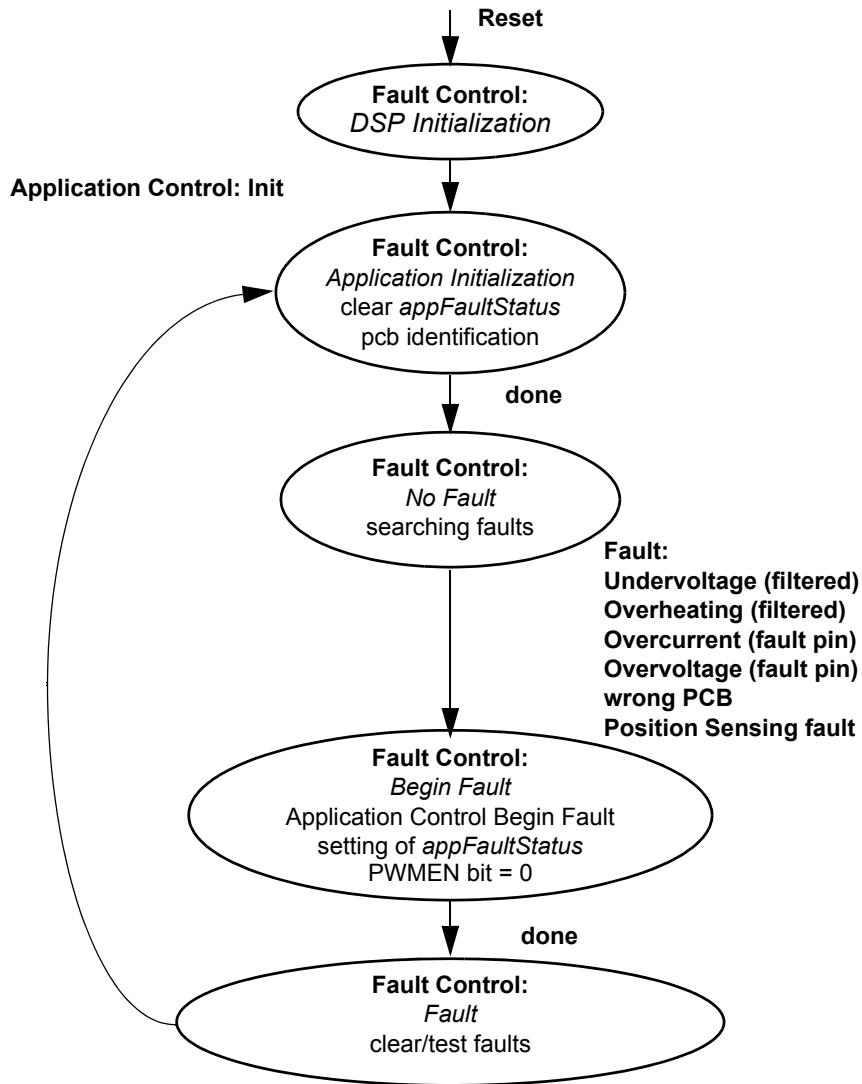 Reset
Fault Control:
DSP Initialization
Application Control: Init
Fault Control:
Application Initialization
clear appFaultStatus
pcb identification
done
Fault Control:
No Fault
searching faults
Fault:
Undervoltage (filtered)
Overheating (filtered)
Overcurrent (fault pin)
Overvoltage (fault pin)
wrong PCB
Position Sensing fault
Fault Control:
Begin Fault
Application Control Begin Fault
setting of appFaultStatus
PWMEN bit = 0
done
Fault Control:
Fault
clear/test faults